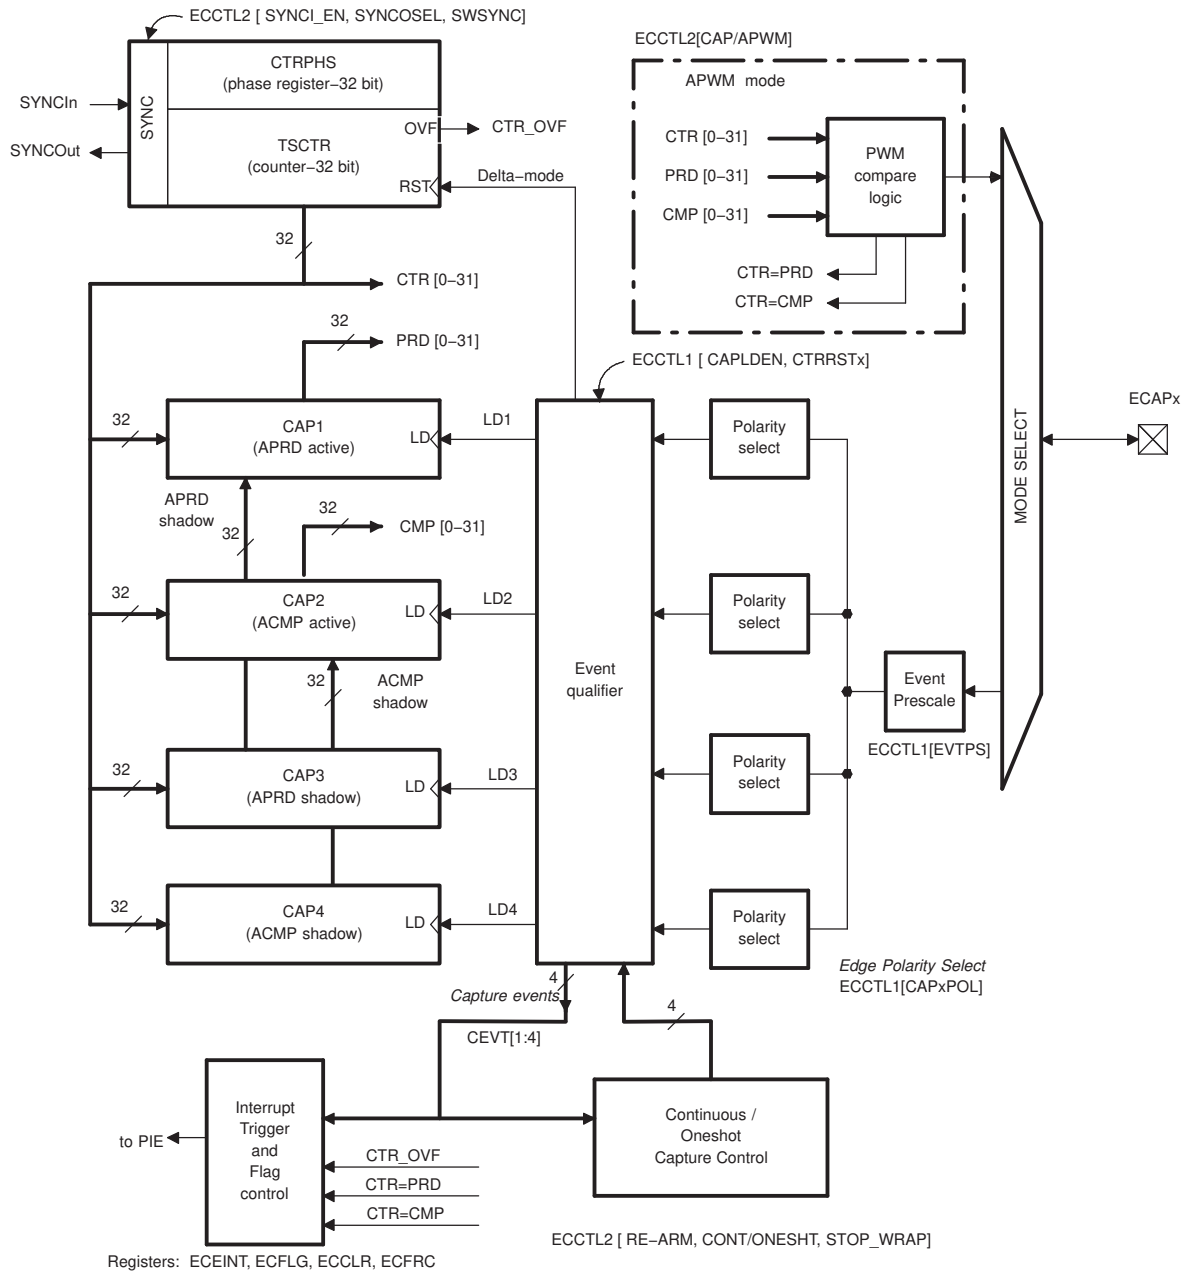 ECCTL2 [ SYNCI_EN, SYNCOSEL, SWSYNC]
CTRPHS
(phase register−32 bit)
SYNC
SYNCIn
SYNCOut
TSCTR
(counter−32 bit)
OVF
CTR_OVF
RST
Delta−mode
32
CTR [0−31]
32
PRD [0−31]
ECCTL2[CAP/APWM]
APWM mode
CTR [0−31]
PRD [0−31]
CMP [0−31]
PWM
compare
logic
CTR=PRD
CTR=CMP
ECCTL1 [ CAPLDEN, CTRRSTx]
MODE SELECT
ECAPx
32
CAP1
(APRD active)
LD
LD1
Polarity
select
APRD
shadow
32
32
CMP [0−31]
32
CAP2
(ACMP active)
LD
LD2
Polarity
select
32
ACMP
shadow
Event
qualifier
Event
Prescale
ECCTL1[EVTPS]
32
CAP3
(APRD shadow)
LD
LD3
Polarity
select
32
CAP4
(ACMP shadow)
LD
LD4
Polarity
select
Edge Polarity Select
ECCTL1[CAPxPOL]
4
Capture events
CEVT[1:4]
4
Interrupt
Trigger
and
Flag
control
to PIE
CTR_OVF
CTR=PRD
CTR=CMP
Continuous /
Oneshot
Capture Control
ECCTL2 [ RE−ARM, CONT/ONESHT, STOP_WRAP]
Registers: ECEINT, ECFLG, ECCLR, ECFRC